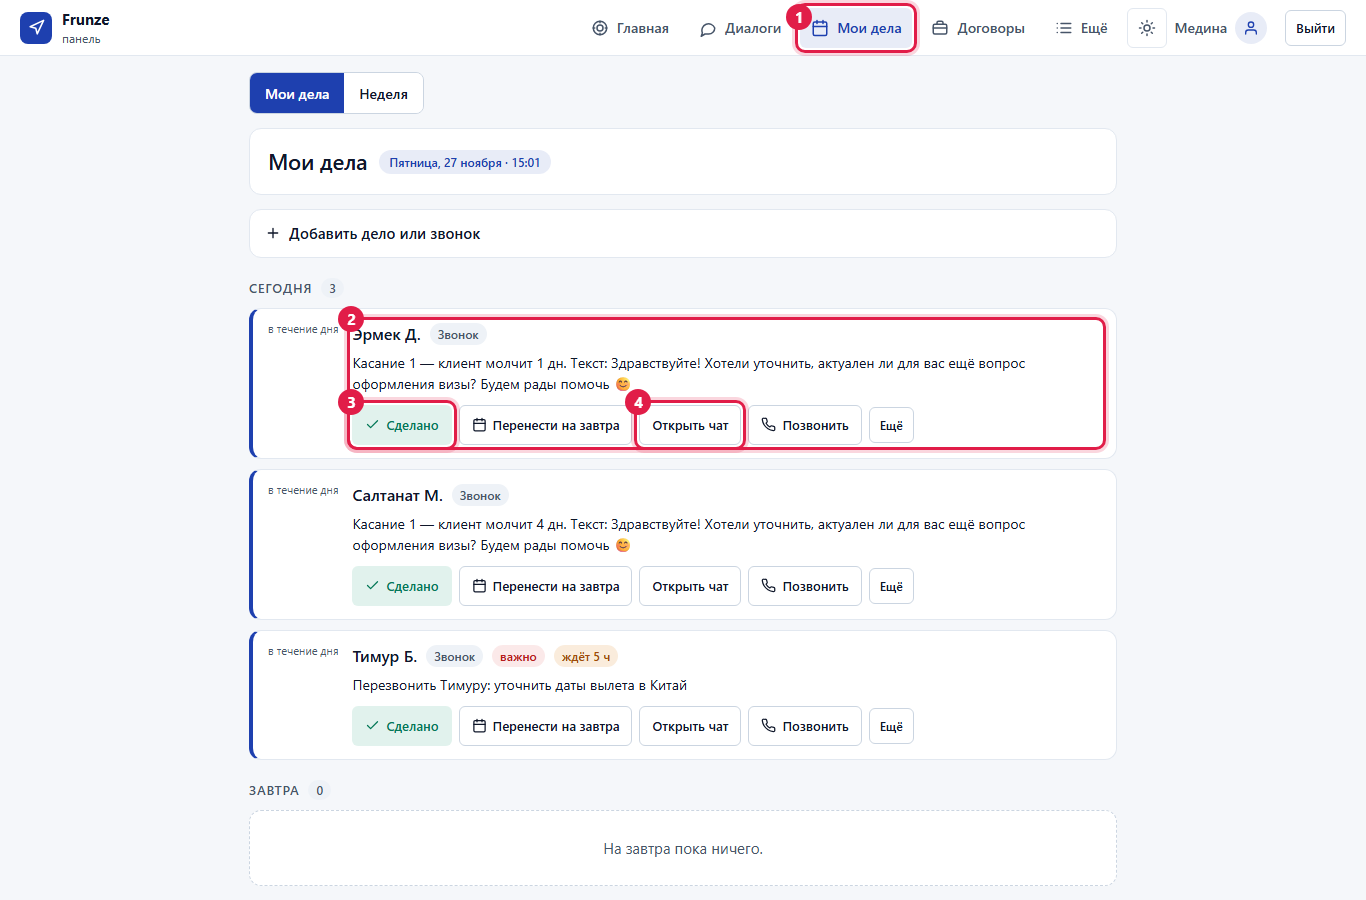 Frunze
панель
Главная
Диалоги
1
Мои дела
Договоры
Ещё
Медина
Выйти
Мои дела
Неделя
Мои дела
Пятница, 27 ноября · 15:01
+ Добавить дело или звонок
СЕГОДНЯ 3
2
в течение дня
Эрмек Д. Звонок
Касание 1 — клиент молчит 1 дн. Текст: Здравствуйте! Хотели уточнить, актуален ли для вас ещё вопрос
оформления визы? Будем рады помочь 😊
3
4
Сделано
Перенести на завтра
Открыть чат
Позвонить
Ещё
в течение дня
Салтанат М. Звонок
Касание 1 — клиент молчит 4 дн. Текст: Здравствуйте! Хотели уточнить, актуален ли для вас ещё вопрос
оформления визы? Будем рады помочь 😊
Сделано
Перенести на завтра
Открыть чат
Позвонить
Ещё
в течение дня
Тимур Б. Звонок важно ждёт 5 ч
Перезвонить Тимуру: уточнить даты вылета в Китай
Сделано
Перенести на завтра
Открыть чат
Позвонить
Ещё
ЗАВТРА 0
На завтра пока ничего.